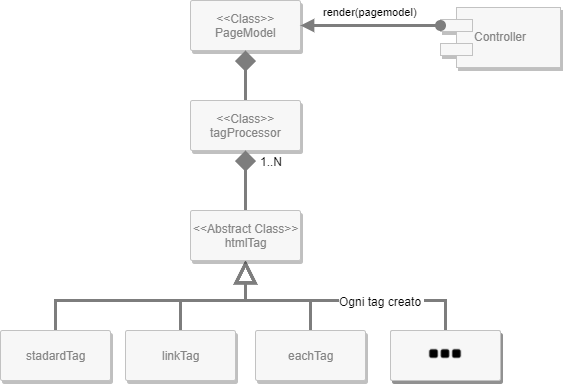 <<Class>>
PageModel
render(pagemodel)
Controller
<<Class>>
tagProcessor
1..N
<<Abstract Class>>
htmlTag
Ogni tag creato
stadardTag
linkTag
eachTag